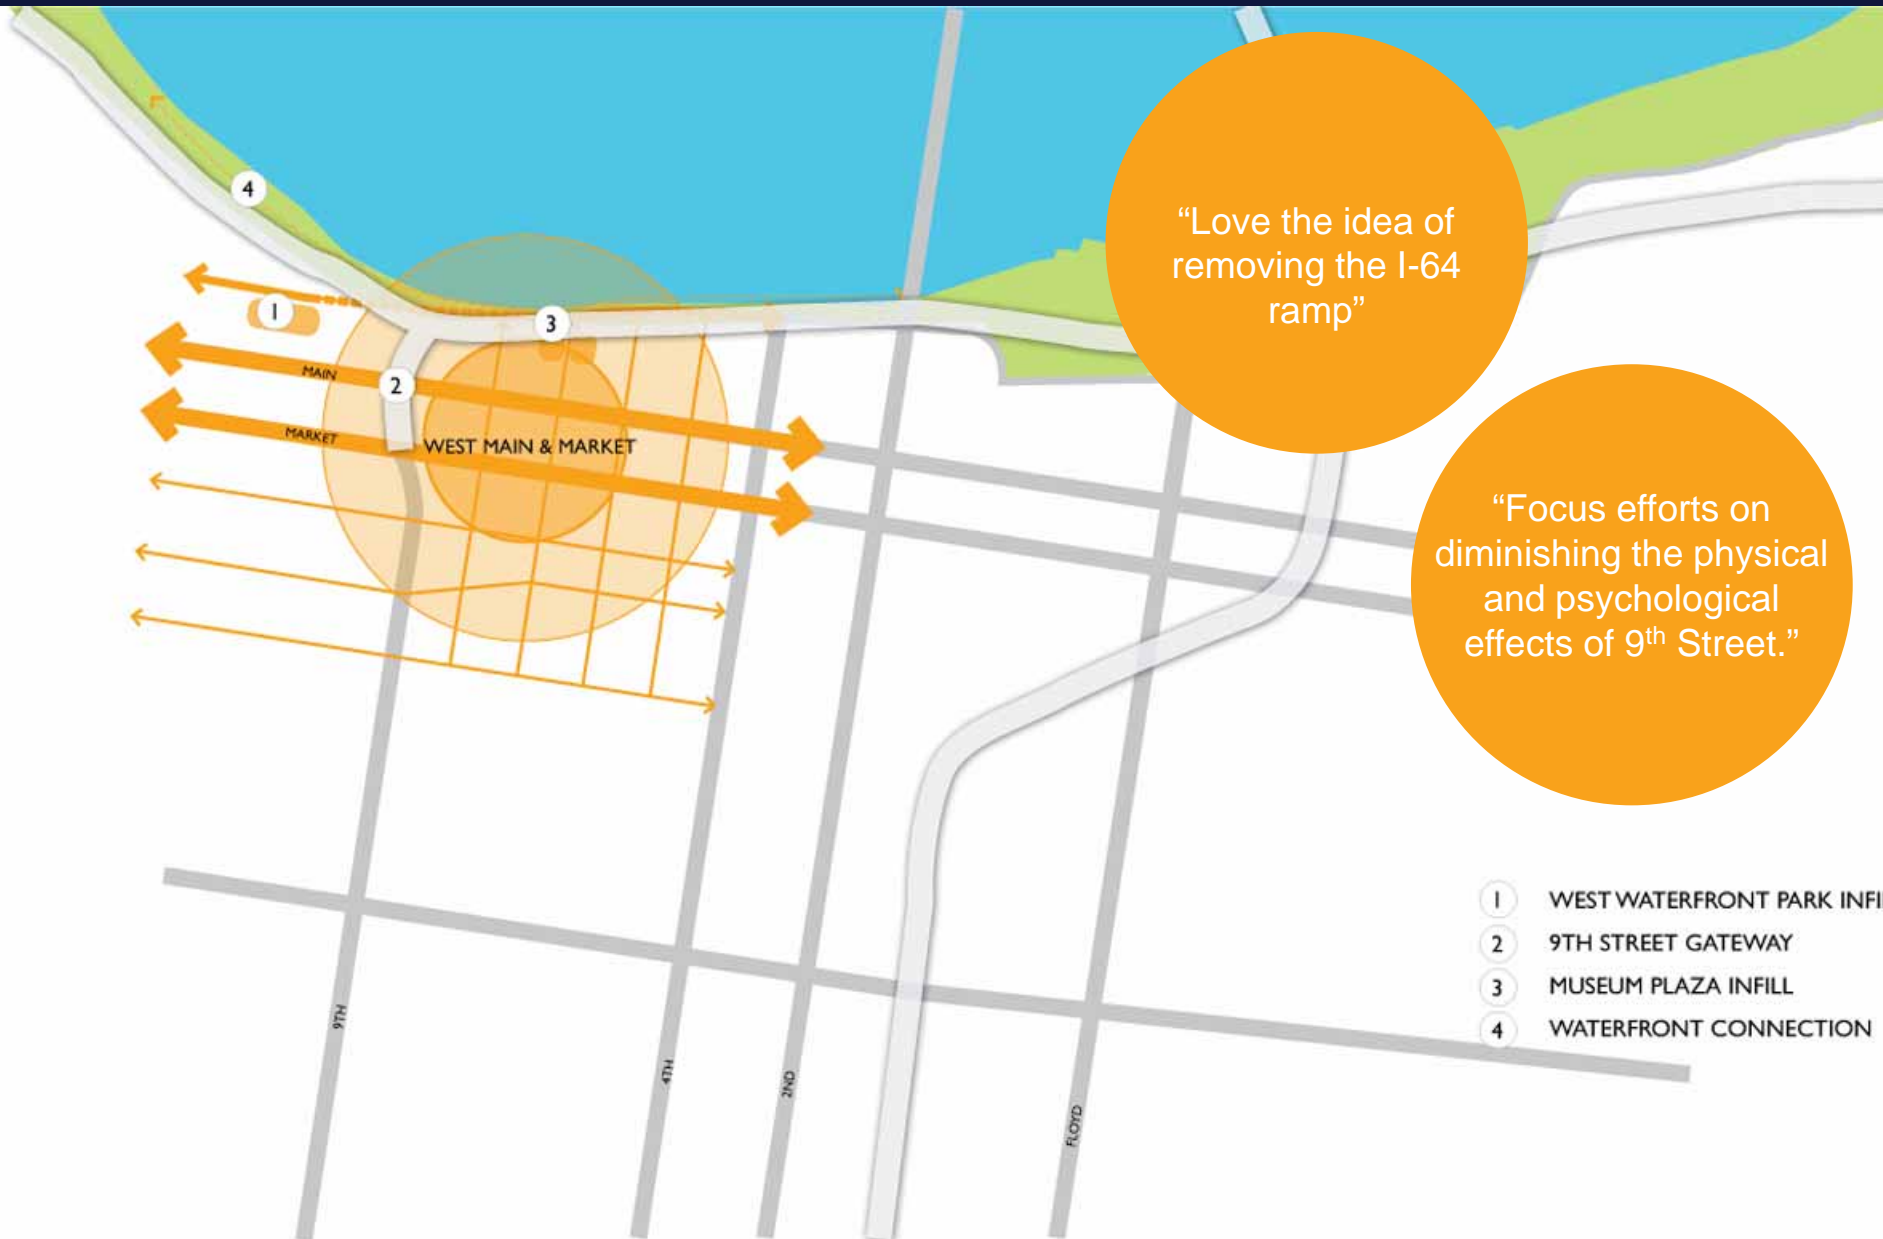 “Love the idea of
removing the I-64
ramp”
4
1
3
MAIN
2
MARKET
WEST MAIN & MARKET
“Focus efforts on
diminishing the physical
and psychological
effects of 9th Street.”
1 WEST WATERFRONT PARK INFI
2 9TH STREET GATEWAY
3 MUSEUM PLAZA INFILL
4 WATERFRONT CONNECTION
9TH
4TH
2ND
FLOYD